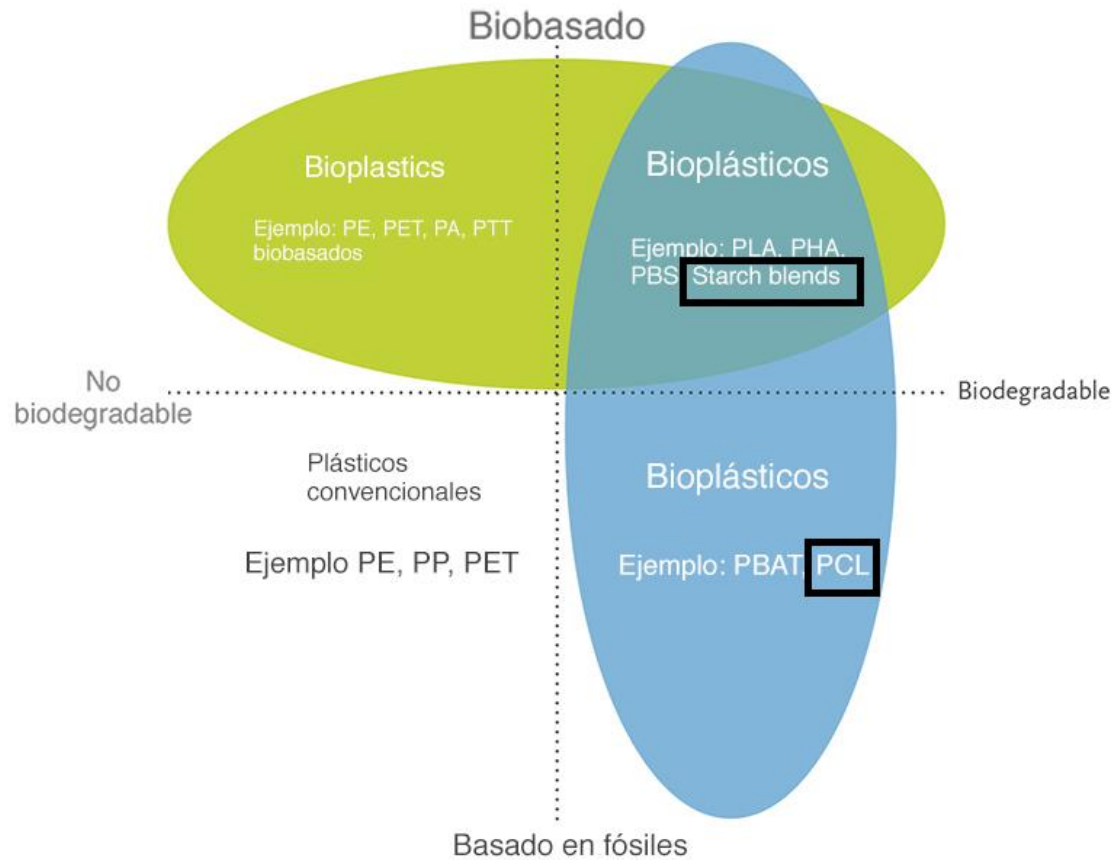 Biobasado
Bioplastics
Ejemplo: PE, PET, PA, PTT
biobasados
Bioplásticos
Ejemplo: PLA, PHA,
PBS Starch blends
No
biodegradable
Biodegradable
Plásticos
convencionales
Ejemplo PE, PP, PET
Bioplásticos
Ejemplo: PBAT, PCL
Basado en fósiles